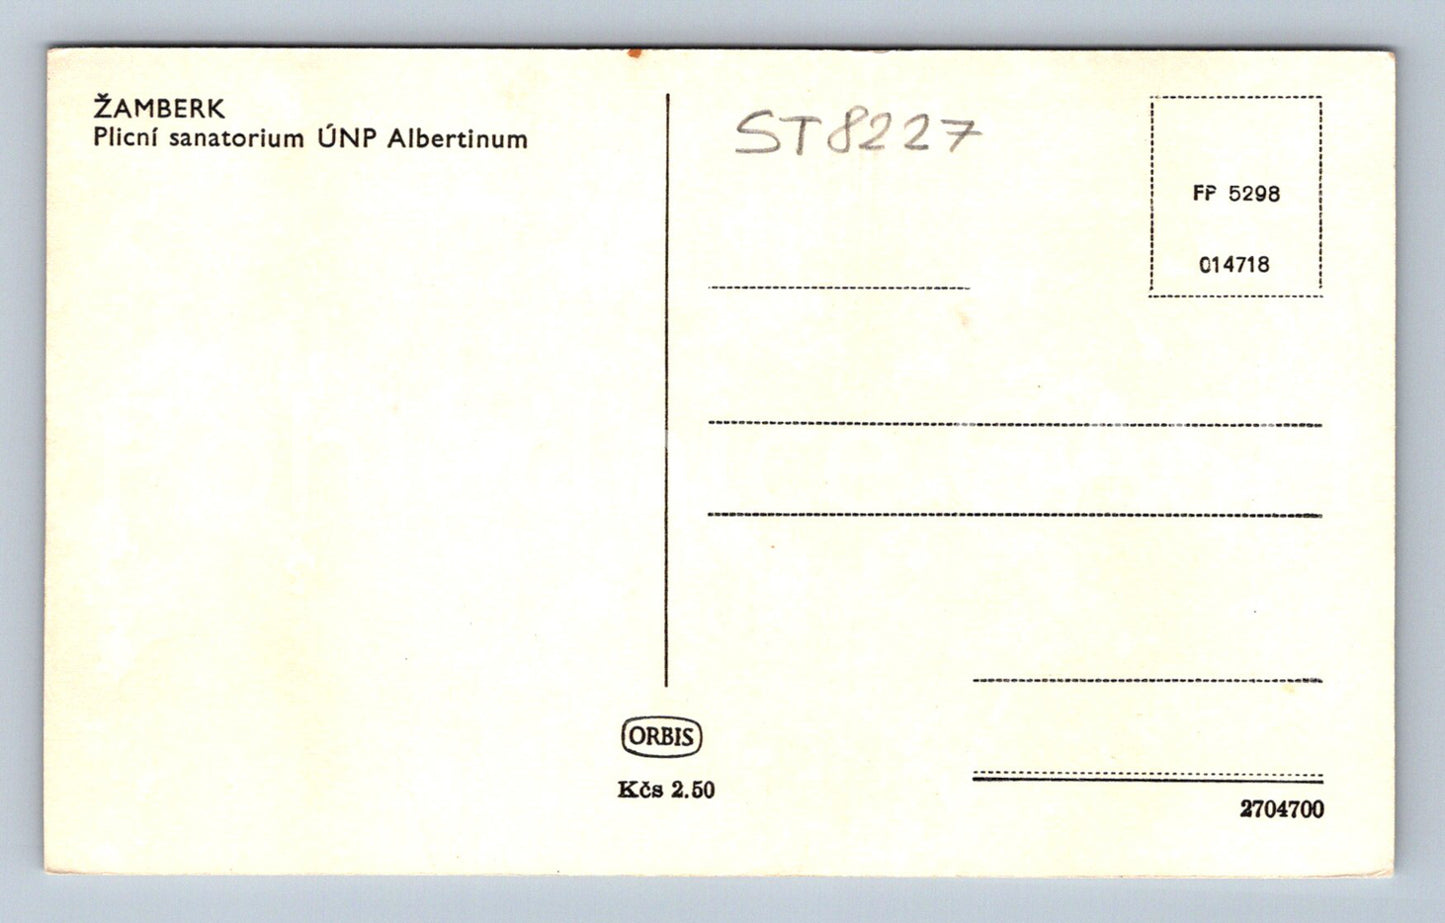 ŽAMBERK
Plicní sanatorium ÚNP Albertinum
ST8227
FP 5298
014718
ORBIS
Kčs 2.50
2704700